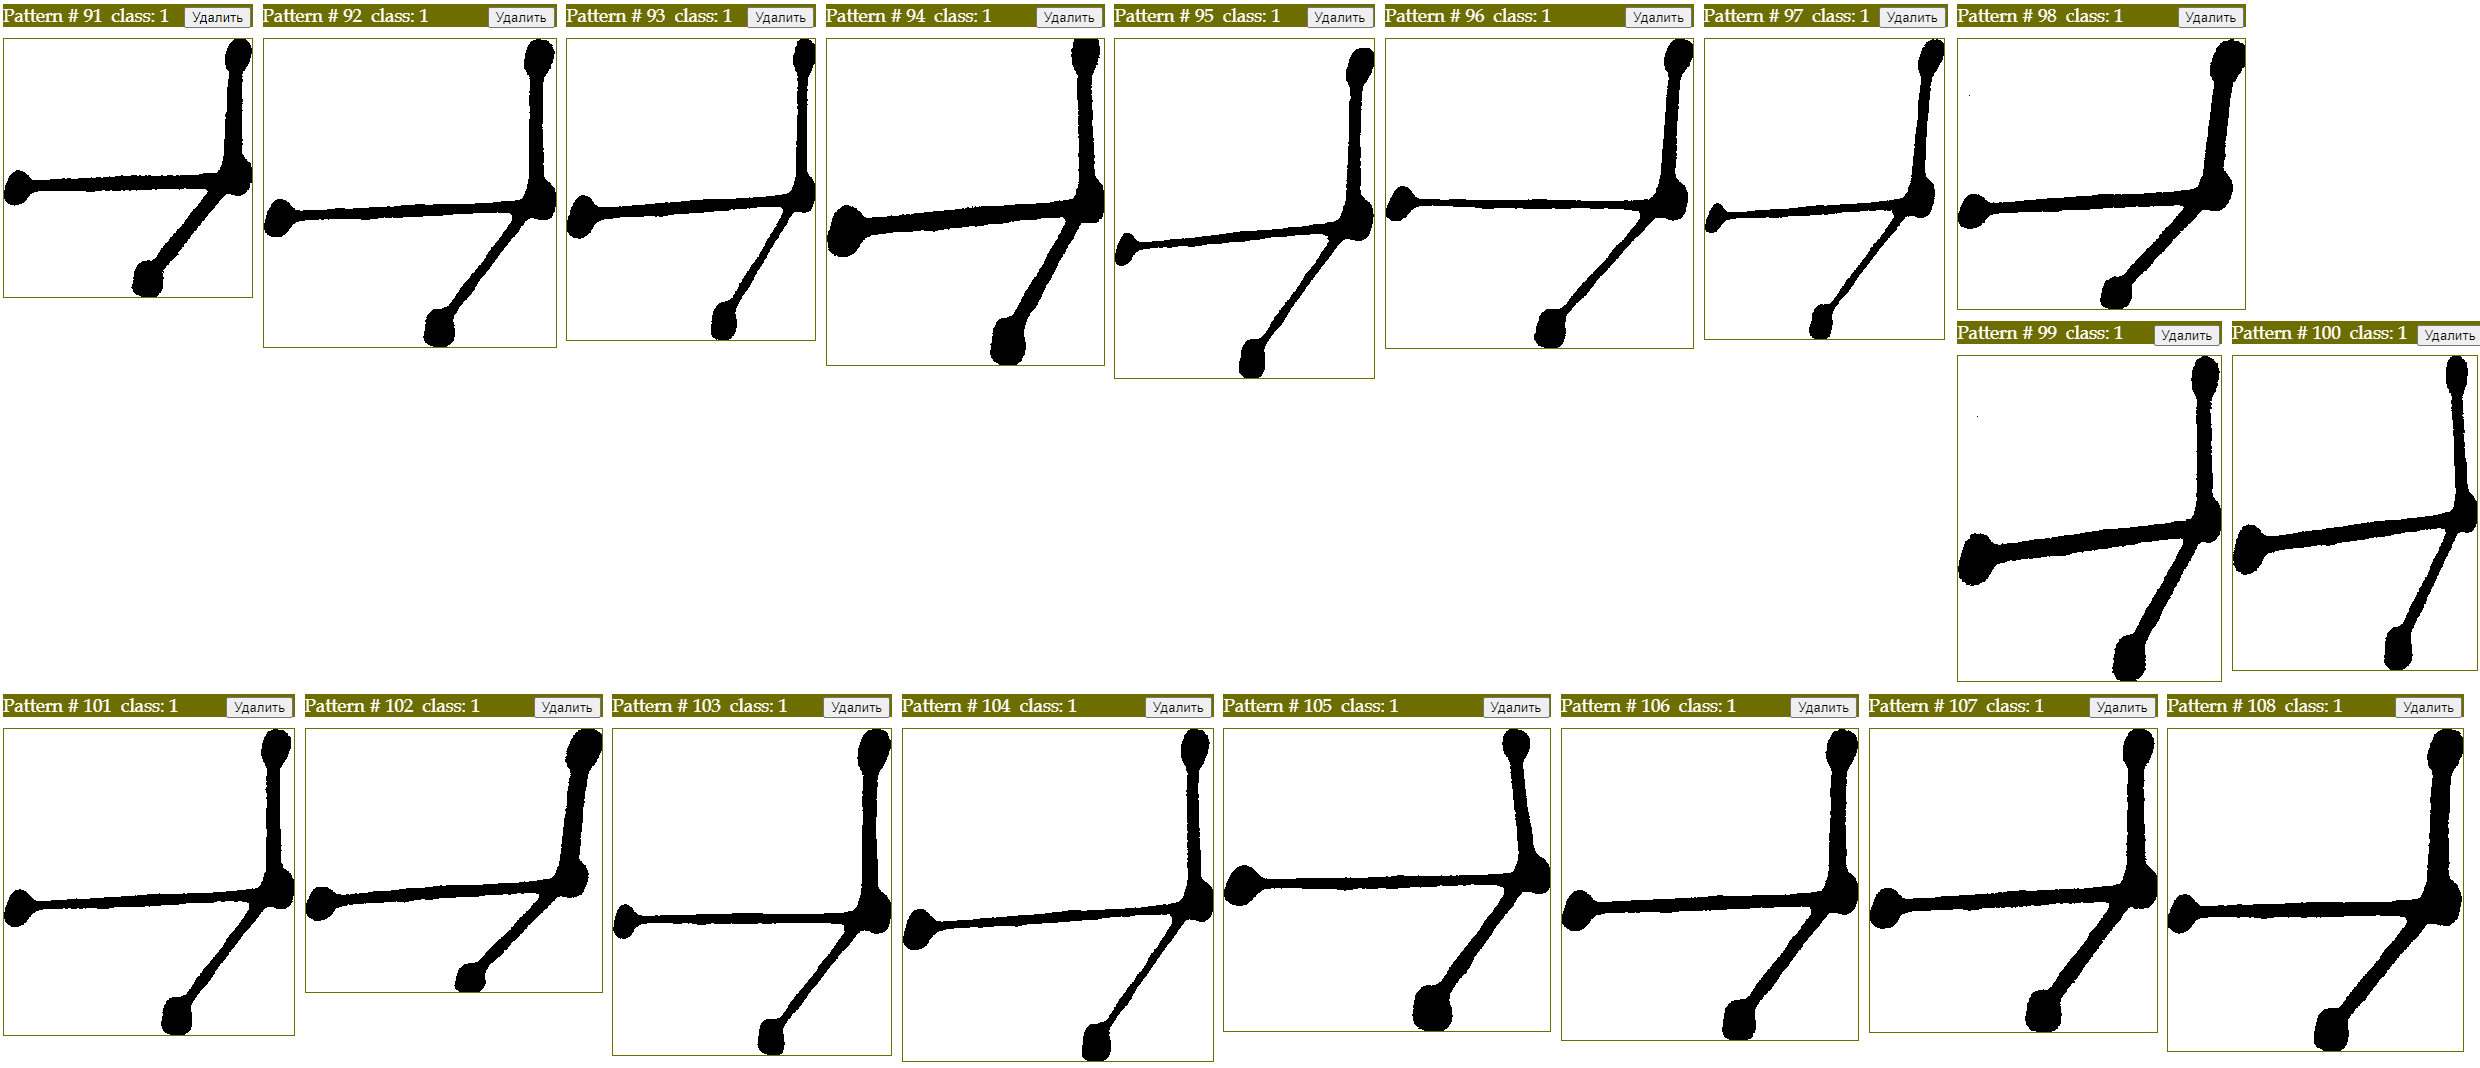 Pattern # 91 class: 1 Удалить
Pattern # 92 class: 1 Удалить
Pattern # 93 class: 1 Удалить
Pattern # 94 class: 1 Удалить
Pattern # 95 class: 1 Удалить
Pattern # 96 class: 1 Удалить
Pattern # 97 class: 1 Удалить
Pattern # 98 class: 1 Удалить
Pattern # 99 class: 1 Удалить
Pattern # 100 class: 1 Удалить
Pattern # 101 class: 1 Удалить
Pattern # 102 class: 1 Удалить
Pattern # 103 class: 1 Удалить
Pattern # 104 class: 1 Удалить
Pattern # 105 class: 1 Удалить
Pattern # 106 class: 1 Удалить
Pattern # 107 class: 1 Удалить
Pattern # 108 class: 1 Удалить